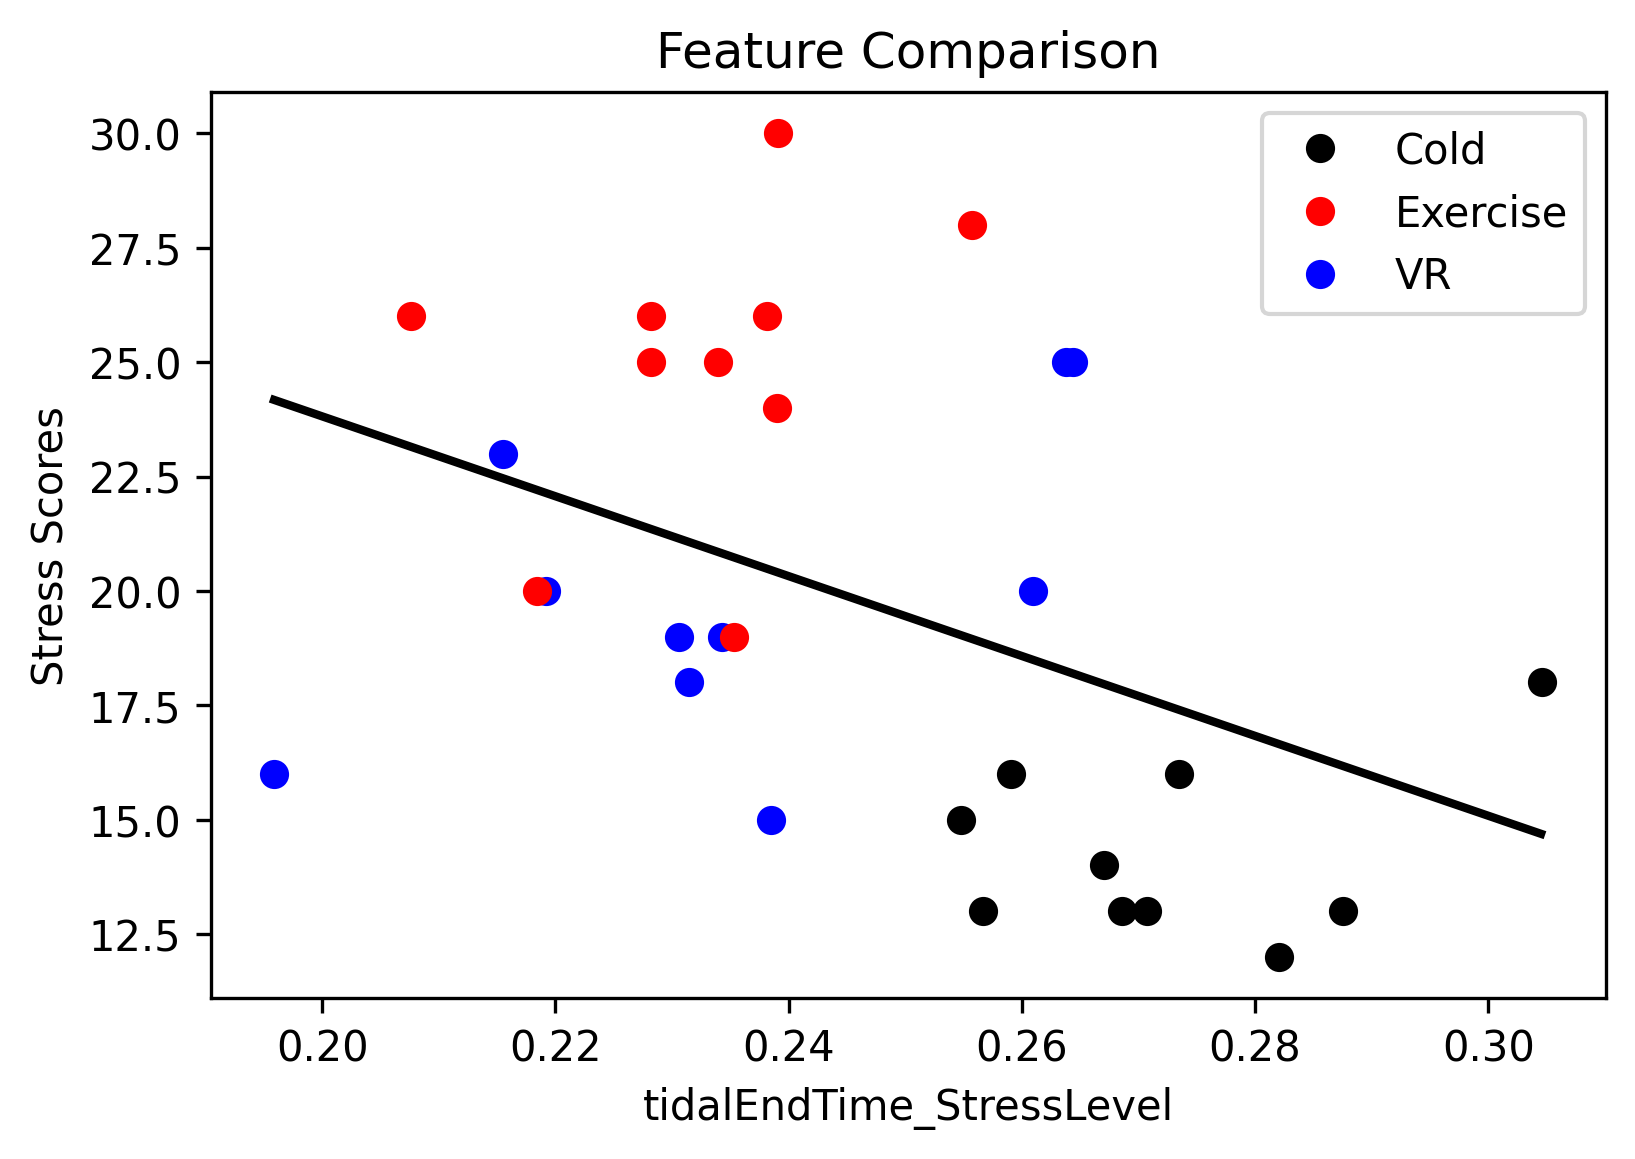 Feature Comparison
30.0
27.5
25.0
22.5
20.0
17.5
15.0
12.5
Stress Scores
Cold
Exercise
VR
0.20 0.22 0.24 0.26 0.28 0.30
tidalEndTime_StressLevel